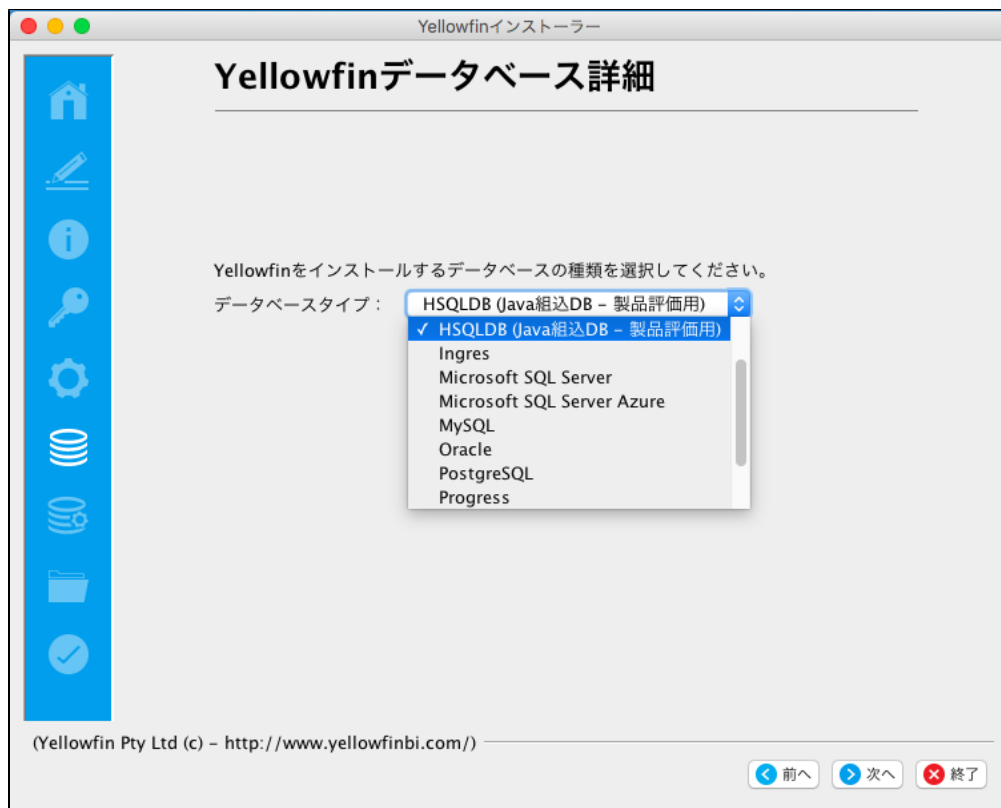 Yellowfinインストーラー
Yellowfinデータベース詳細
Yellowfinをインストールするデータベースの種類を選択してください。
データベースタイプ： HSQLDB (Java組込DB – 製品評価用)
✓ HSQLDB (Java組込DB – 製品評価用)
Ingres
Microsoft SQL Server
Microsoft SQL Server Azure
MySQL
Oracle
PostgreSQL
Progress
(Yellowfin Pty Ltd (c) – http://www.yellowfinbi.com/)
前へ 次へ 終了